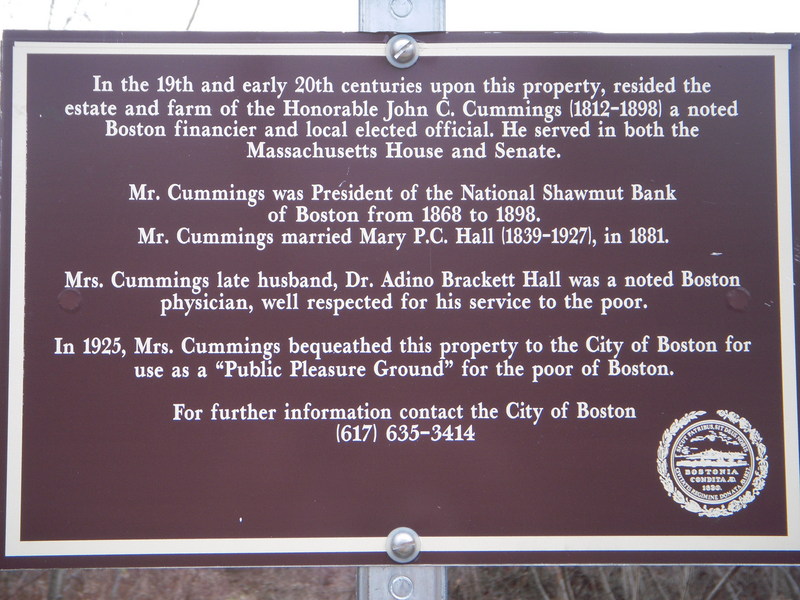 In the 19th and early 20th centuries upon this property, resided the
estate and farm of the Honorable John C. Cummings (1812-1898) a noted
Boston financier and local elected official. He served in both the
Massachusetts House and Senate.
Mr. Cummings was President of the National Shawmut Bank
of Boston from 1868 to 1898.
Mr. Cummings married Mary P.C. Hall (1839-1927), in 1881.
Mrs. Cummings late husband, Dr. Adino Brackett Hall was a noted Boston
physician, well respected for his service to the poor.
In 1925, Mrs. Cummings bequeathed this property to the City of Boston for
use as a “Public Pleasure Ground” for the poor of Boston.
For further information contact the City of Boston
(617) 635-3414
BOSTONIA
CONDITA AD
1630.